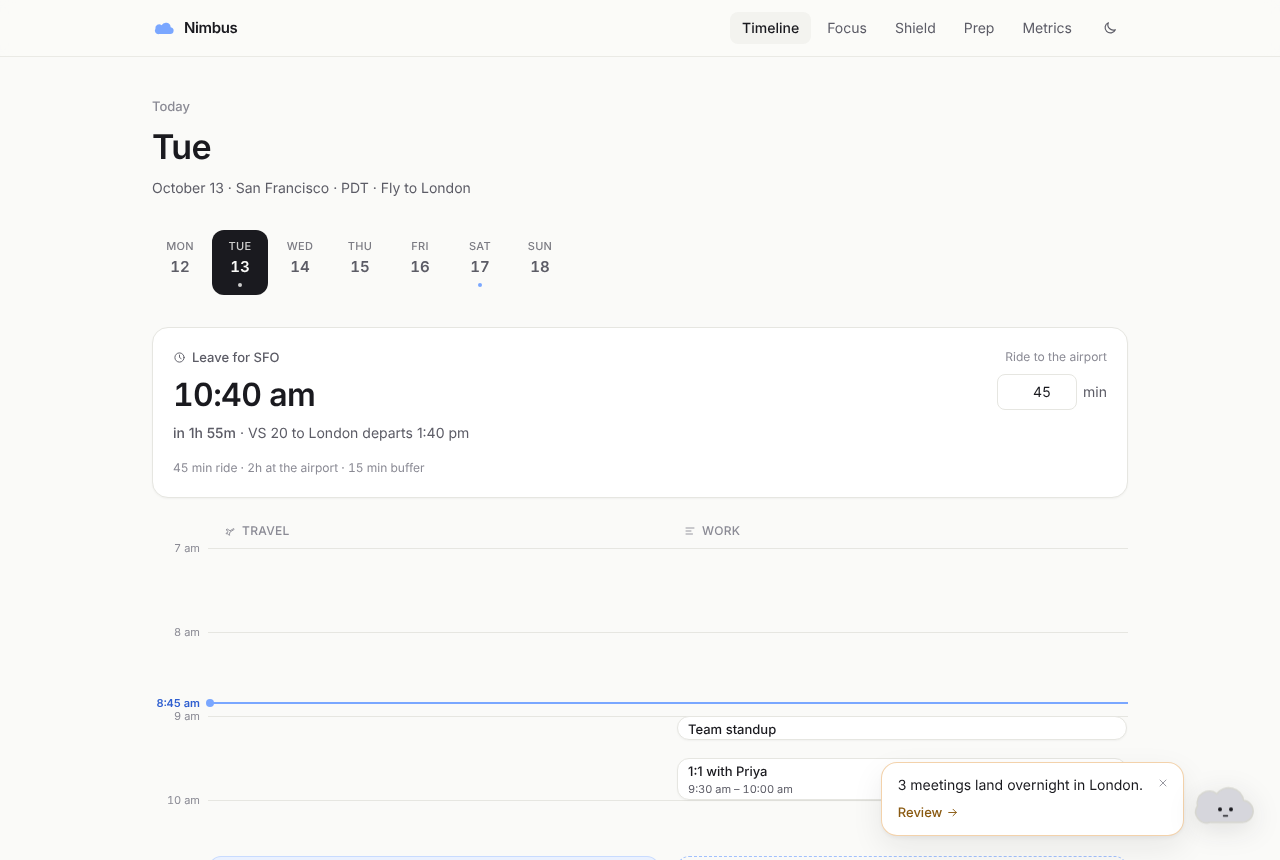 Nimbus
Timeline Focus Shield Prep Metrics
Today
Tue
October 13 · San Francisco · PDT · Fly to London
MON TUE WED THU FRI SAT SUN
12 13 14 15 16 17 18
Leave for SFO
Ride to the airport
10:40 am
45 min
in 1h 55m · VS 20 to London departs 1:40 pm
45 min ride · 2h at the airport · 15 min buffer
TRAVEL WORK
7 am
8 am
8:45 am
9 am
Team standup
1:1 with Priya
9:30 am – 10:00 am
10 am
3 meetings land overnight in London.
Review →